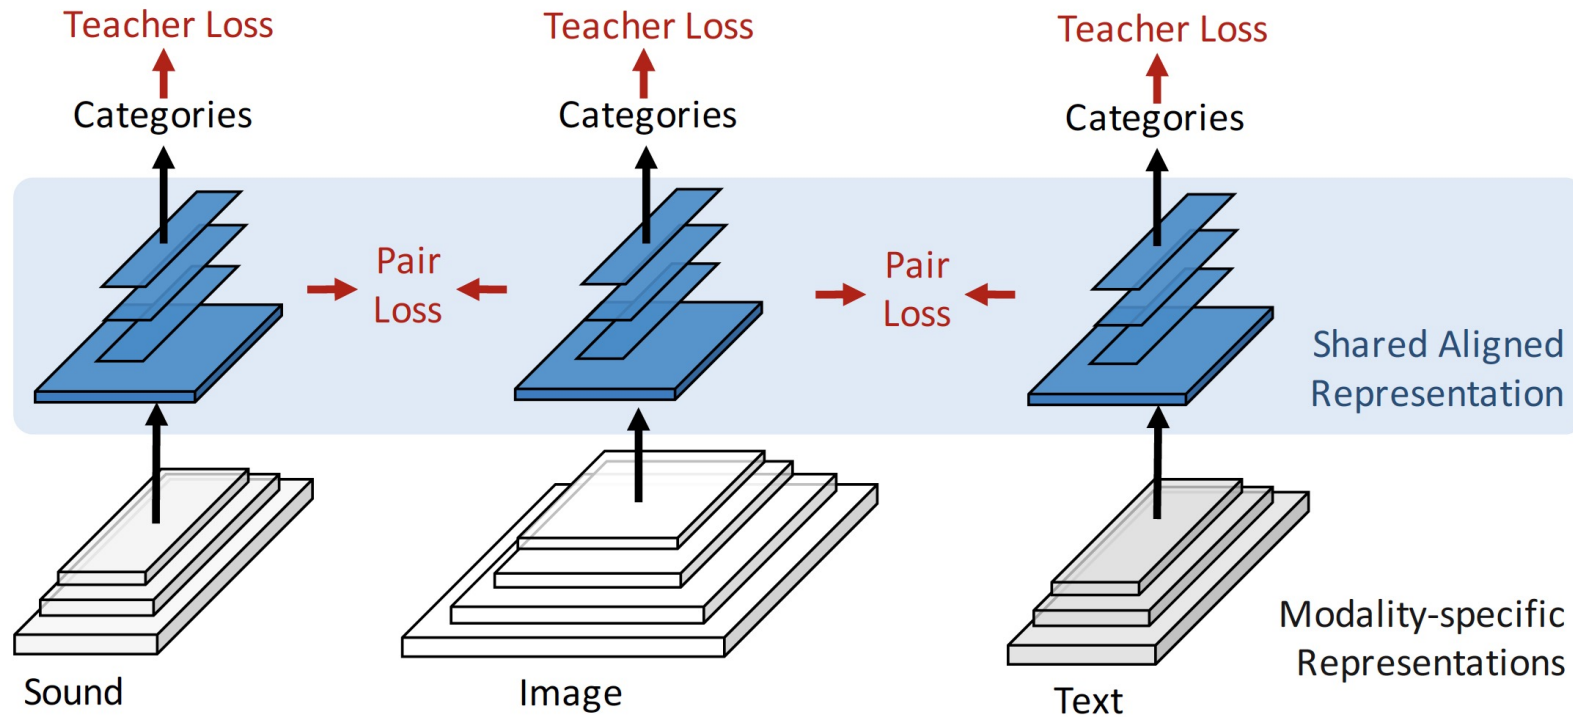 Teacher Loss
Teacher Loss
Teacher Loss
Categories
Categories
Categories
Pair
Loss
Pair
Loss
Shared Aligned
Representation
Modality-specific
Representations
Sound
Image
Text